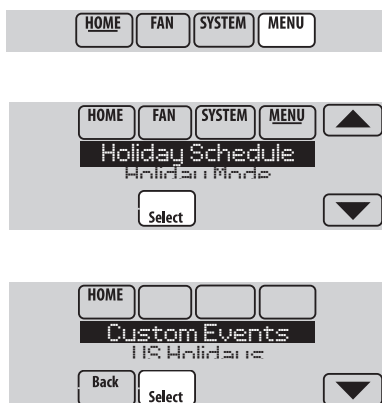 HOME FAN SYSTEM MENU
HOME FAN SYSTEM MENU
Holiday Schedule
Holiday Mode
Select
HOME
Custom Events
US Holidays
Back Select